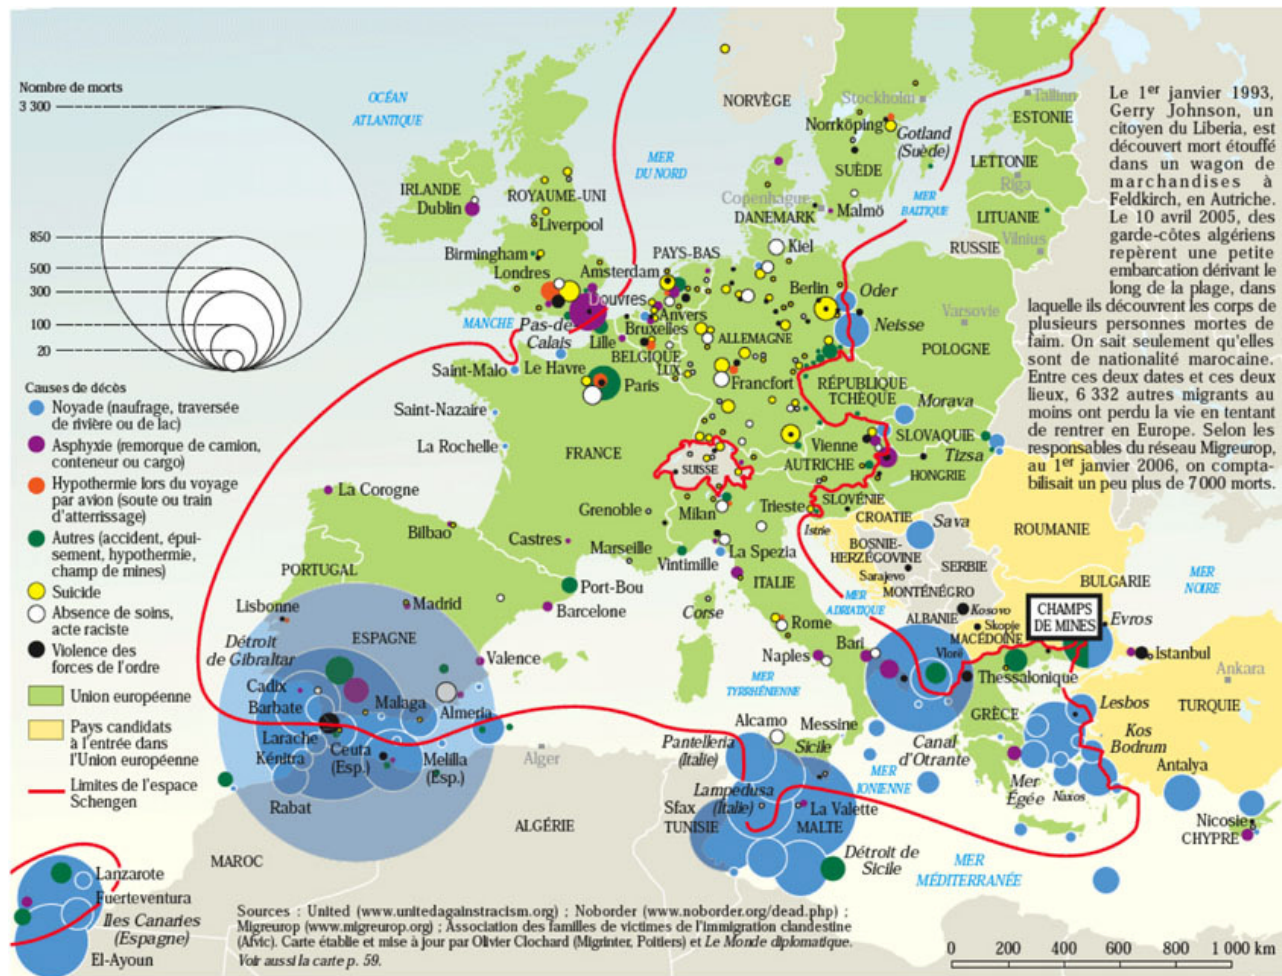 Nombre de morts
3 300
850
500
300
100
20
Causes de décès
Noyade (naufrage, traversée
de rivière ou de lac)
Asphyxie (remorque de camion,
conteneur ou cargo)
Hypothermie lors du voyage
par avion (soute ou train
d'atterrissage)
Autres (accident, épui-
sement, hypothermie,
champ de mines)
Suicide
Absence de soins,
acte raciste
Violence des
forces de l'ordre
Union européenne
Pays candidats
à l'entrée dans
l'Union européenne
Limites de l'espace
Schengen
Le 1er janvier 1993,
Gerry Johnson, un
citoyen du Liberia, est
découvert mort étouffé
dans un wagon de
marchandises à
Feldkirch, en Autriche.
Le 10 avril 2005, des
garde-côtes algériens
repèrent une petite
embarcation dérivant le
long de la plage, dans
laquelle ils découvrent les corps de
plusieurs personnes mortes de
faim. On sait seulement qu'elles
sont de nationalité marocaine.
Entre ces deux dates et ces deux
lieux, 6 332 autres migrants au
moins ont perdu la vie en tentant
de rentrer en Europe. Selon les
responsables du réseau Migreurop,
au 1er janvier 2006, on compta-
bilisait un peu plus de 7 000 morts.
OCÉAN
ATLANTIQUE
MER
DU NORD
NORVÈGE
Stockholm
Norrköping
Gotland
(Suède)
SUÈDE
Tallinn
ESTONIE
LETTONIE
Riga
LITUANIE
Vilnius
RUSSIE
MER
BALTIQUE
Copenhague
DANEMARK
Malmö
IRLANDE
Dublin
ROYAUME-UNI
Liverpool
Birmingham
Londres
Douvres
PAYS-BAS
Amsterdam
Kiel
Berlin
Oder
Neisse
Varsovie
POLOGNE
MANCHE
Pas-de-
Calais
Anvers
Bruxelles
Lille
BELGIQUE
LUX.
ALLEMAGNE
Francfort
Saint-Malo
Le Havre
Paris
RÉPUBLIQUE
TCHÈQUE
Morava
SLOVAQUIE
Tizsa
Saint-Nazaire
La Rochelle
FRANCE
SUISSE
Vienne
AUTRICHE
HONGRIE
La Corogne
Grenoble
Milan
Trieste
SLOVÉNIE
CROATIE
Istrie
Sava
ROUMANIE
Bilbao
Castres
Marseille
Vintimille
La Spezia
ITALIE
BOSNIE-
HERZÉGOVINE
Sarajevo
SERBIE
MONTÉNÉGRO
BULGARIE
MER
NOIRE
PORTUGAL
Port-Bou
Lisbonne
Madrid
Barcelone
Corse
Rome
MER
ADRIATIQUE
ALBANIE
Kosovo
Skopje
MACÉDOINE
CHAMPS
DE MINES
Evros
Détroit
de Gibraltar
ESPAGNE
Valence
Naples
Bari
Vlorë
Thessalonique
Istanbul
Ankara
Cadix
Barbate
Malaga
Almeria
MER
TYRRHÉNIENNE
GRÈCE
Lesbos
TURQUIE
Larache
Kénitra
Ceuta
(Esp.)
Melilla
(Esp.)
Alger
Alcamo
Messine
Pantelleria
(Italie)
Sicile
Canal
d'Otrante
Kos
Bodrum
Antalya
Rabat
Lampedusa
(Italie)
MER
IONIENNE
Mer
Égée
Naxos
Sfax
La Valette
TUNISIE
MALTE
ALGÉRIE
Nicosie
CHYPRE
MAROC
Détroit de
Sicile
MER
MÉDITERRANÉE
Lanzarote
Fuerteventura
Iles Canaries
(Espagne)
El-Ayoun
Sources : United (www.unitedagainstracism.org) ; Noborder (www.noborder.org/dead.php) ;
Migreurop (www.migreurop.org) ; Association des familles de victimes de l'immigration clandestine
(Afvic). Carte établie et mise à jour par Olivier Clochard (Migrinter, Poitiers) et Le Monde diplomatique.
Voir aussi la carte p. 59.
0 200 400 600 800 1 000 km